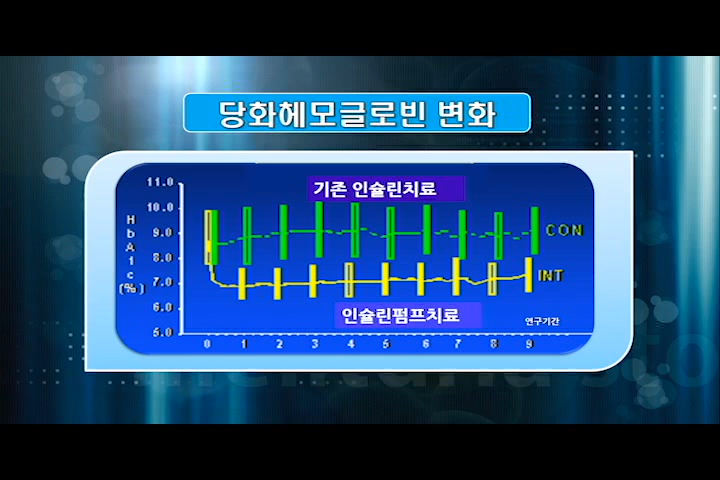 당화헤모글로빈 변화
기존 인슐린치료
11.0
10.0
9.0
8.0
7.0
6.0
5.0
HbA1c
(%)
CON
INT
인슐린펌프치료
연구기간
0 1 2 3 4 5 6 7 8 9